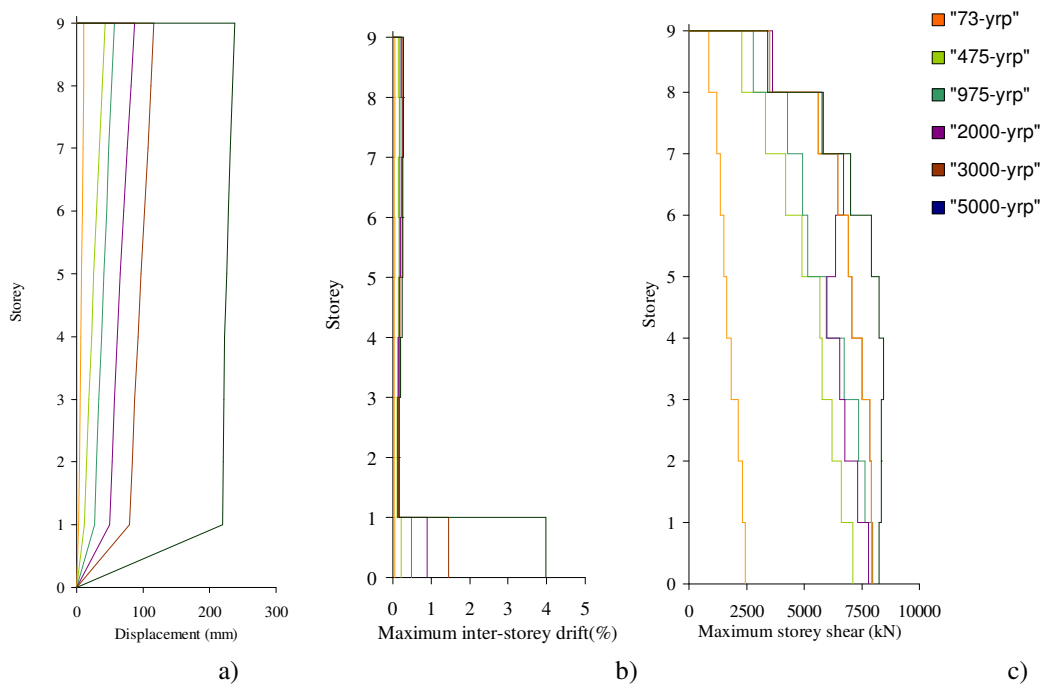 9
8
7
6
5
4
3
2
1
0
Storey
0 100 200 300
Displacement (mm)
a)
9
8
7
6
5
4
3
2
1
0
Storey
0 1 2 3 4 5
Maximum inter-storey drift(%)
b)
9
8
7
6
5
4
3
2
1
0
Storey
0 2500 5000 7500 10000
Maximum storey shear (kN)
c)
"73-yrp"
"475-yrp"
"975-yrp"
"2000-yrp"
"3000-yrp"
"5000-yrp"